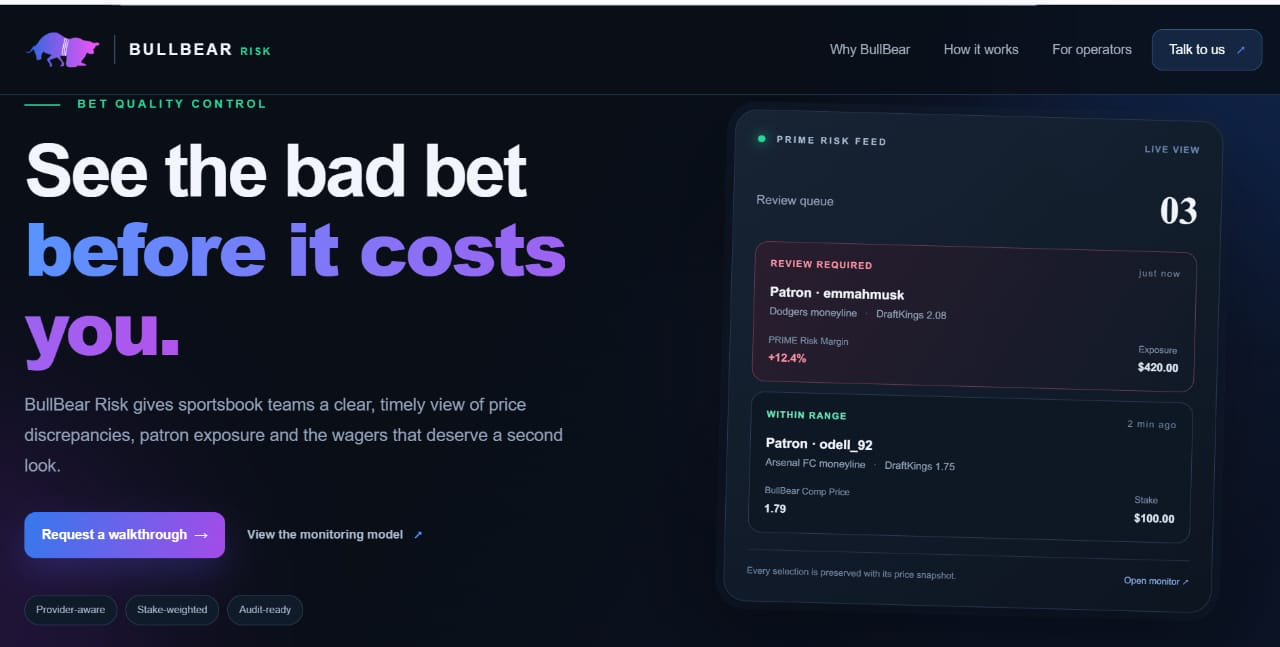 BULLBEAR RISK
Why BullBear
How it works
For operators
Talk to us ↗
BET QUALITY CONTROL
See the bad bet
before it costs
you.
BullBear Risk gives sportsbook teams a clear, timely view of price
discrepancies, patron exposure and the wagers that deserve a second
look.
Request a walkthrough →
View the monitoring model ↗
Provider-aware
Stake-weighted
Audit-ready
PRIME RISK FEED
LIVE VIEW
Review queue
03
REVIEW REQUIRED
just now
Patron · emmahmusk
Dodgers moneyline · DraftKings 2.08
PRIME Risk Margin
Exposure
+12.4%
$420.00
WITHIN RANGE
2 min ago
Patron · odell_92
Arsenal FC moneyline · DraftKings 1.75
BullBear Comp Price
Stake
1.79
$100.00
Every selection is preserved with its price snapshot.
Open monitor ↗